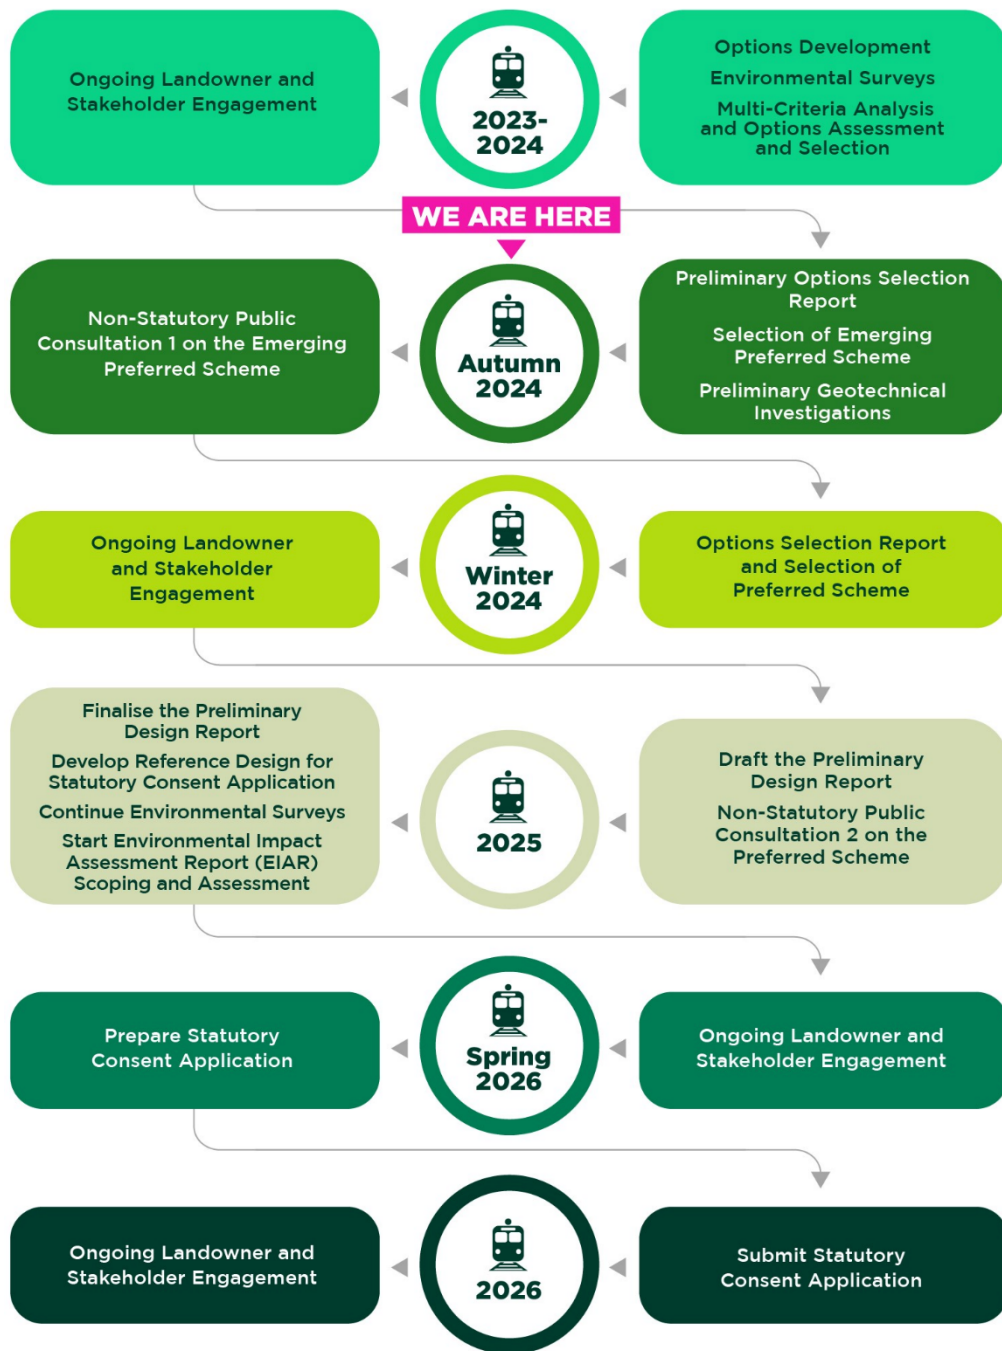 Options Development
Environmental Surveys
Multi-Criteria Analysis
and Options Assessment
and Selection
2023-
2024
Ongoing Landowner and
Stakeholder Engagement
WE ARE HERE
Preliminary Options Selection
Report
Selection of Emerging
Preferred Scheme
Preliminary Geotechnical
Investigations
Autumn
2024
Non-Statutory Public
Consultation 1 on the Emerging
Preferred Scheme
Options Selection Report
and Selection of
Preferred Scheme
Winter
2024
Ongoing Landowner
and Stakeholder
Engagement
Draft the Preliminary
Design Report
Non-Statutory Public
Consultation 2 on the
Preferred Scheme
2025
Finalise the Preliminary
Design Report
Develop Reference Design for
Statutory Consent Application
Continue Environmental Surveys
Start Environmental Impact
Assessment Report (EIAR)
Scoping and Assessment
Ongoing Landowner and
Stakeholder Engagement
Spring
2026
Prepare Statutory
Consent Application
Submit Statutory
Consent Application
2026
Ongoing Landowner and
Stakeholder Engagement